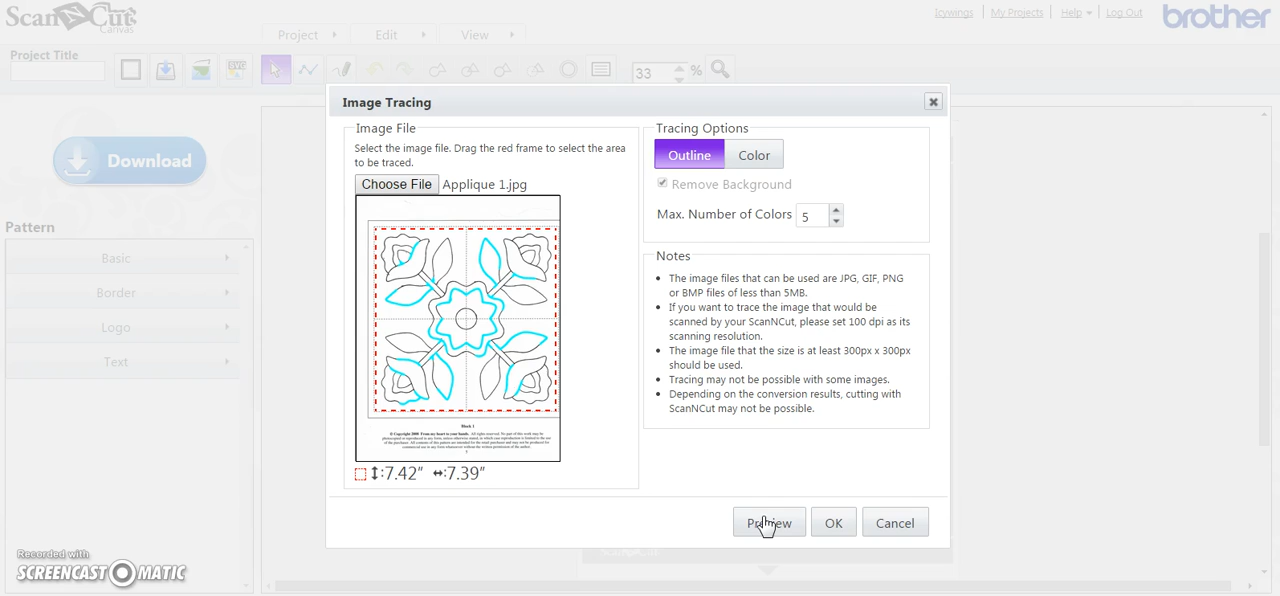 ScanNCut
Canvas
Icywings
My Projects
Help
Log Out
brother
Project
Edit
View
Project Title
SVG
33
%
Image Tracing
Image File
Select the image file. Drag the red frame to select the area
to be traced.
Choose File
Applique 1.jpg
Block 1
7.42"
7.39"
Tracing Options
Outline
Color
Remove Background
Max. Number of Colors
5
Notes
The image files that can be used are JPG, GIF, PNG
or BMP files of less than 5MB.
If you want to trace the image that would be
scanned by your ScanNCut, please set 100 dpi as its
scanning resolution.
The image file that the size is at least 300px x 300px
should be used.
Tracing may not be possible with some images.
Depending on the conversion results, cutting with
ScanNCut may not be possible.
Preview
OK
Cancel
Download
Pattern
Basic
Border
Logo
Text
Recorded with
SCREENCAST O MATIC